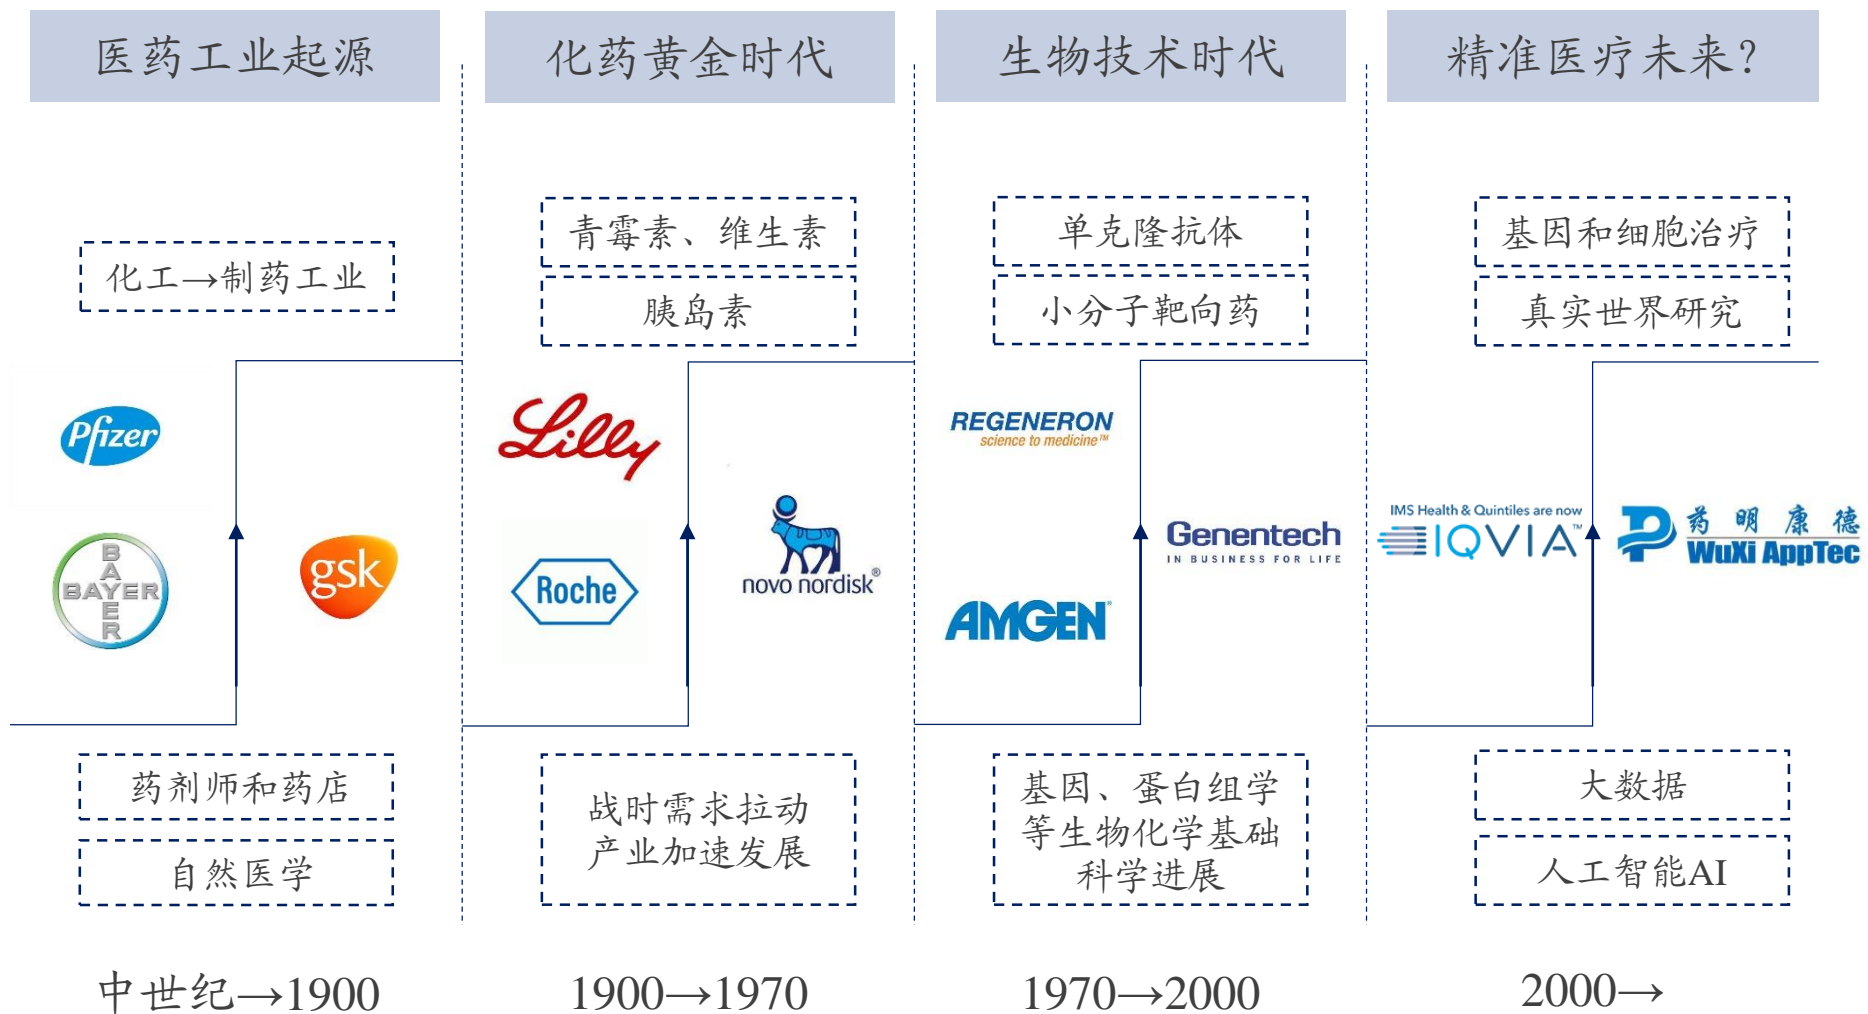 医药工业起源
化药黄金时代
生物技术时代
精准医疗未来？
化工→制药工业
青霉素、维生素
胰岛素
单克隆抗体
小分子靶向药
基因和细胞治疗
真实世界研究
Pfizer
BAYER
BAYER
gsk
Lilly
Roche
novo nordisk®
REGENERON
science to medicine™
AMGEN®
Genentech
IN BUSINESS FOR LIFE
IMS Health & Quintiles are now
IQVIA™
药明康德
WuXi AppTec
药剂师和药店
自然医学
战时需求拉动
产业加速发展
基因、蛋白组学
等生物化学基础
科学进展
大数据
人工智能AI
中世纪→1900
1900→1970
1970→2000
2000→